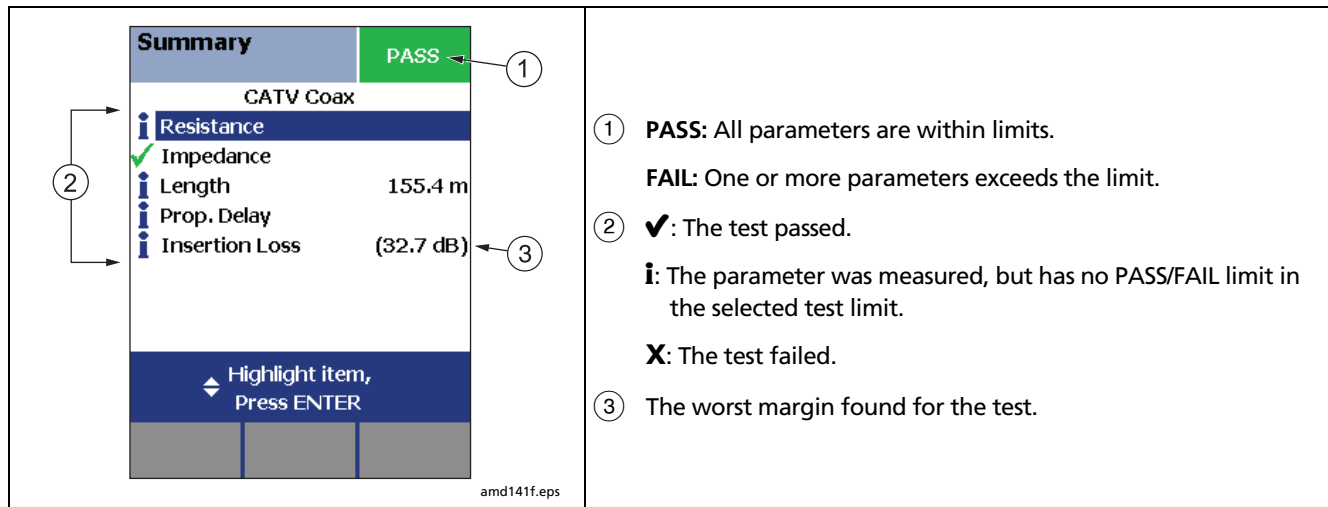 Summary
PASS
1
CATV Coax
i Resistance
✓ Impedance
2
i Length 155.4 m
i Prop. Delay
i Insertion Loss (32.7 dB)
3
Highlight item,
Press ENTER
amd141f.eps
1 PASS: All parameters are within limits.
FAIL: One or more parameters exceeds the limit.
2 ✔: The test passed.
i: The parameter was measured, but has no PASS/FAIL limit in
the selected test limit.
X: The test failed.
3 The worst margin found for the test.